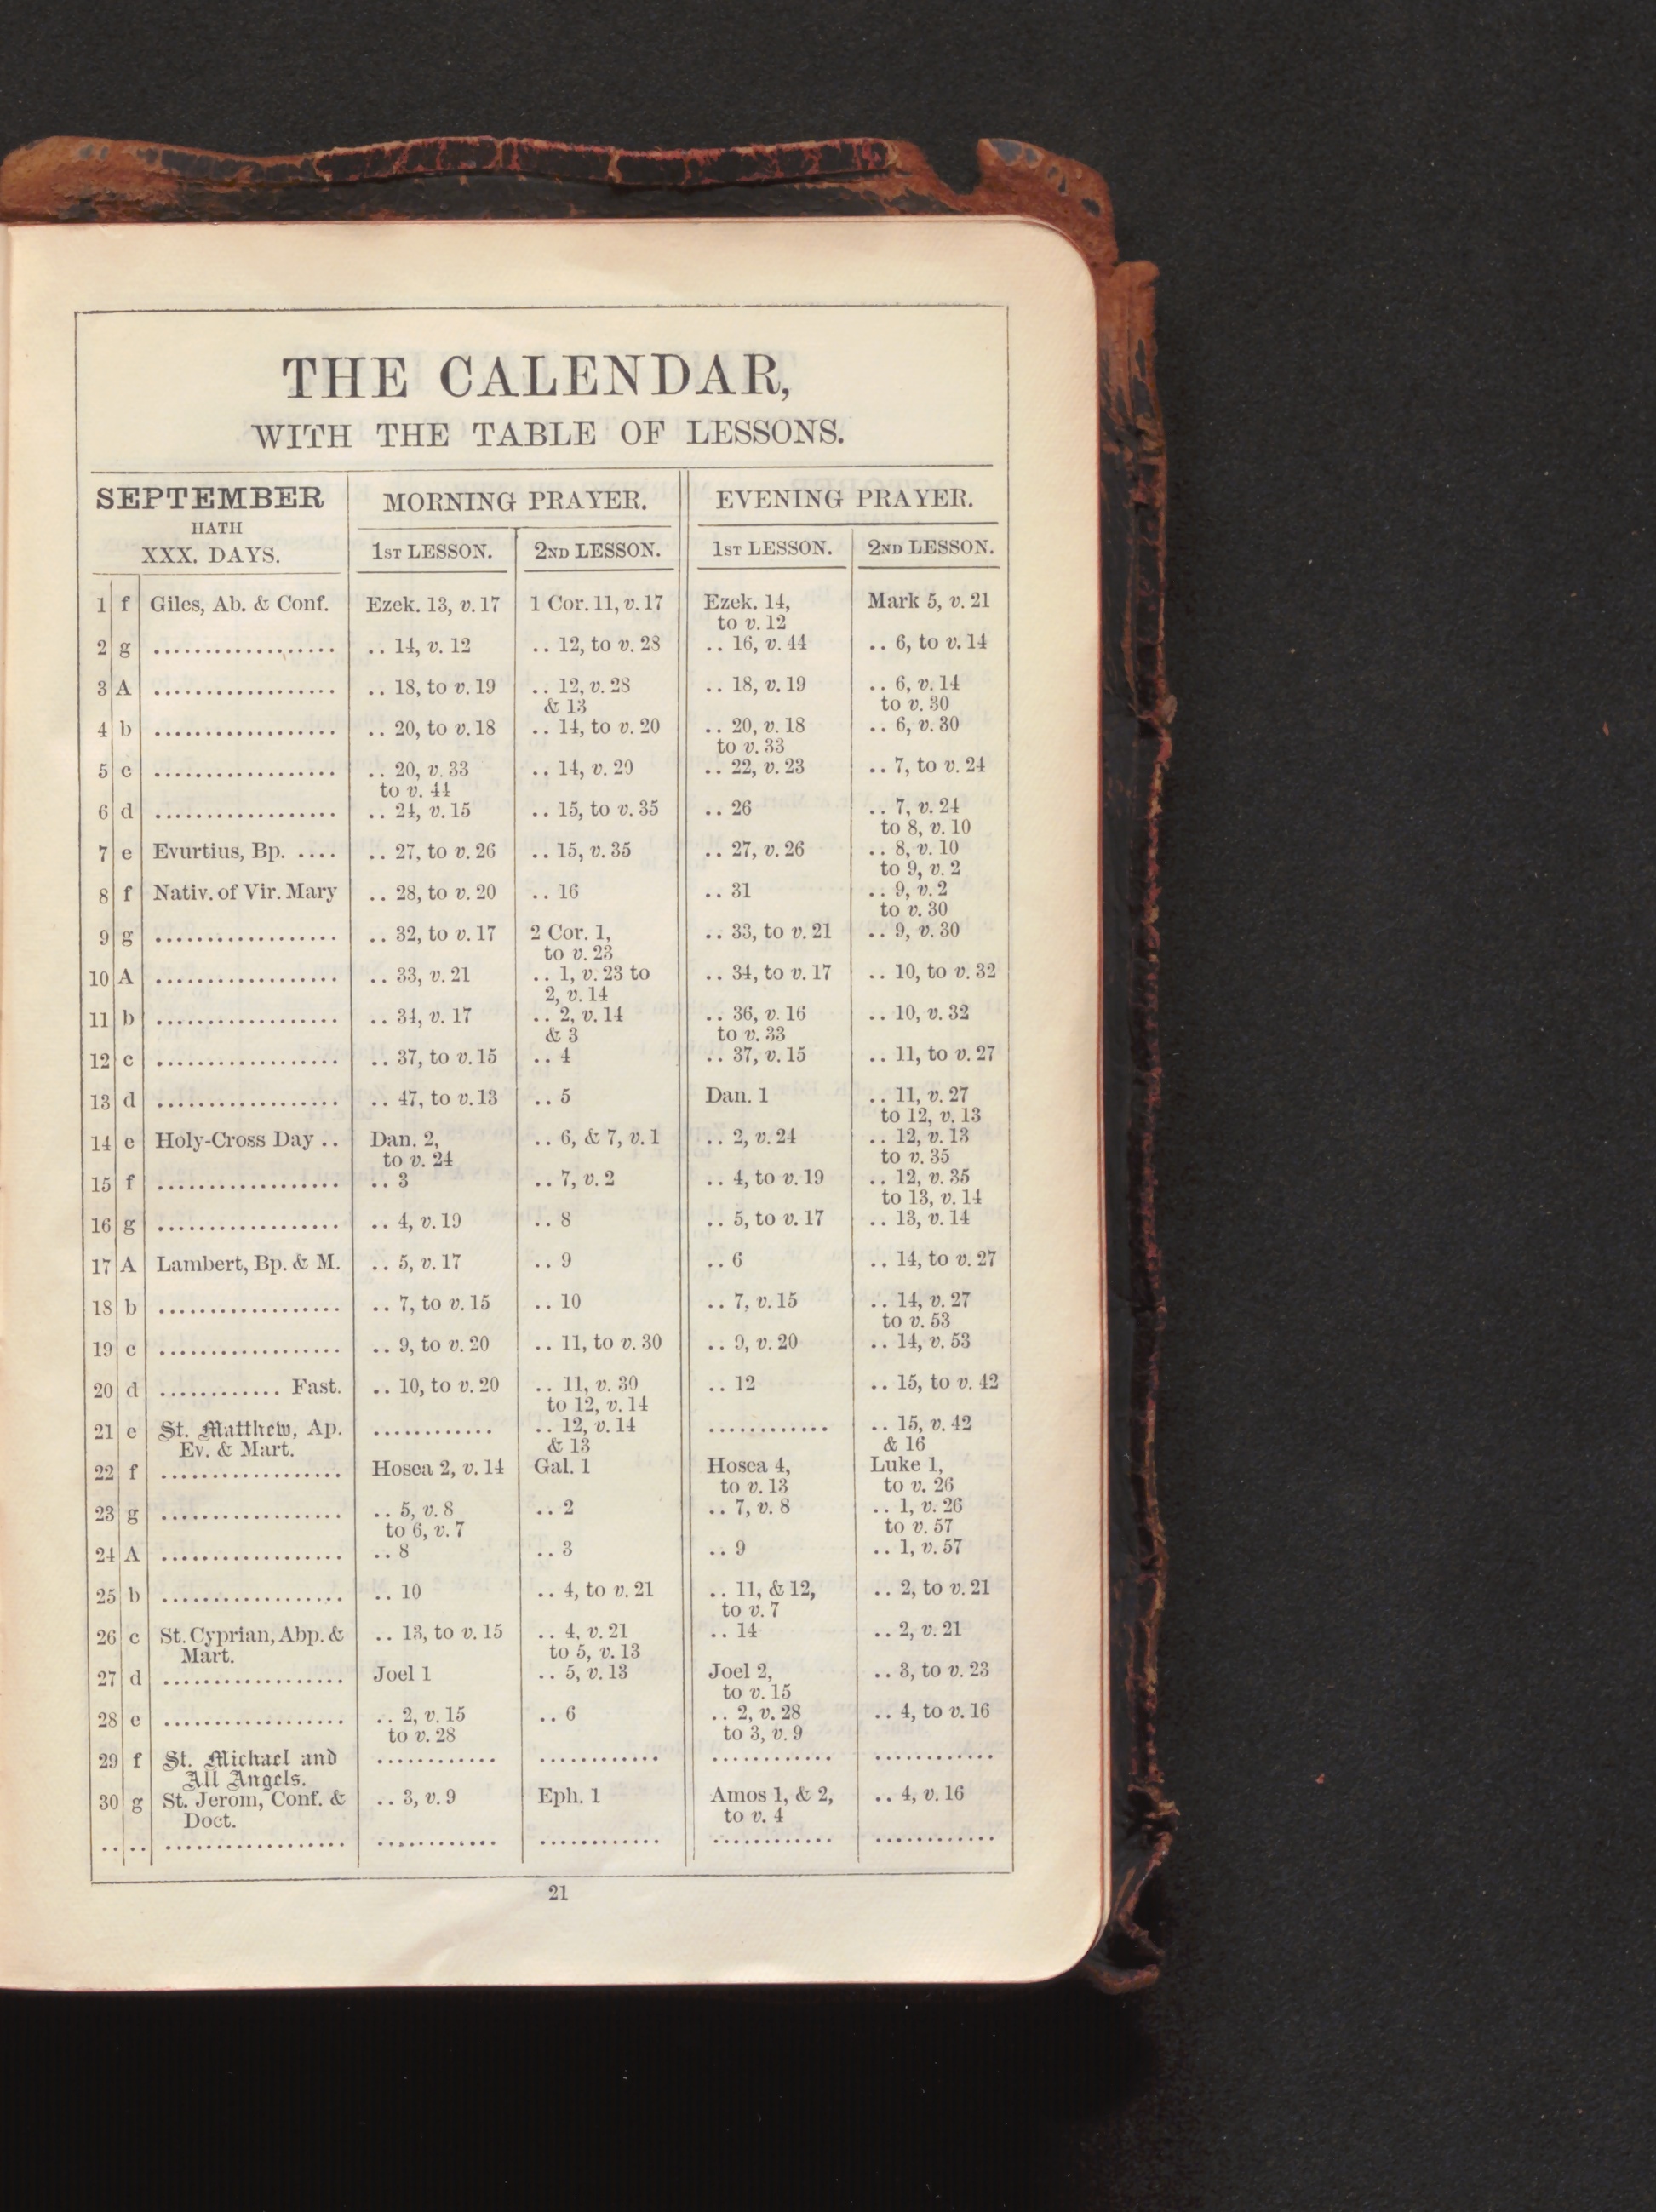 THE CALENDAR,
WITH THE TABLE OF LESSONS.
SEPTEMBER
HATH
XXX. DAYS.
MORNING PRAYER.
EVENING PRAYER.
1ST LESSON.
2ND LESSON.
1ST LESSON.
2ND LESSON.
1 f Giles, Ab. & Conf. Ezek. 13, v. 17 1 Cor. 11, v. 17 Ezek. 14, Mark 5, v. 21
to v. 12
2 g .................. .. 14, v. 12 .. 12, to v. 28 .. 16, v. 44 .. 6, to v. 14
3 A .................. .. 18, to v. 19 .. 12, v. 28 .. 18, v. 19 .. 6, v. 14
& 13 to v. 30
4 b .................. .. 20, to v. 18 .. 14, to v. 20 .. 20, v. 18 .. 6, v. 30
to v. 33
5 c .................. .. 20, v. 33 .. 14, v. 20 .. 22, v. 23 .. 7, to v. 24
to v. 44
6 d .................. .. 24, v. 15 .. 15, to v. 35 .. 26 .. 7, v. 24
to 8, v. 10
7 e Evurtius, Bp. .... .. 27, to v. 26 .. 15, v. 35 .. 27, v. 26 .. 8, v. 10
to 9, v. 2
8 f Nativ. of Vir. Mary .. 28, to v. 20 .. 16 .. 31 .. 9, v. 2
to v. 30
9 g .................. .. 32, to v. 17 2 Cor. 1, .. 33, to v. 21 .. 9, v. 30
to v. 23
10 A .................. .. 33, v. 21 .. 1, v. 23 to .. 34, to v. 17 .. 10, to v. 32
2, v. 14
11 b .................. .. 34, v. 17 .. 2, v. 14 .. 36, v. 16 .. 10, v. 32
& 3 to v. 33
12 c .................. .. 37, to v. 15 .. 4 .. 37, v. 15 .. 11, to v. 27
13 d .................. .. 47, to v. 13 .. 5 Dan. 1 .. 11, v. 27
to 12, v. 13
14 e Holy-Cross Day .. Dan. 2, .. 6, & 7, v. 1 .. 2, v. 24 .. 12, v. 13
to v. 24 to v. 35
15 f .................. .. 3 .. 7, v. 2 .. 4, to v. 19 .. 12, v. 35
to 13, v. 14
16 g .................. .. 4, v. 19 .. 8 .. 5, to v. 17 .. 13, v. 14
17 A Lambert, Bp. & M. .. 5, v. 17 .. 9 .. 6 .. 14, to v. 27
18 b .................. .. 7, to v. 15 .. 10 .. 7, v. 15 .. 14, v. 27
to v. 53
19 c .................. .. 9, to v. 20 .. 11, to v. 30 .. 9, v. 20 .. 14, v. 53
20 d ............ Fast. .. 10, to v. 20 .. 11, v. 30 .. 12 .. 15, to v. 42
to 12, v. 14
21 e St. Matthew, Ap. ............ .. 12, v. 14 ............ .. 15, v. 42
Ev. & Mart. & 13 & 16
22 f .................. Hosea 2, v. 14 Gal. 1 Hosea 4, Luke 1,
to v. 13 to v. 26
23 g .................. .. 5, v. 8 .. 2 .. 7, v. 8 .. 1, v. 26
to 6, v. 7 to v. 57
24 A .................. .. 8 .. 3 .. 9 .. 1, v. 57
25 b .................. .. 10 .. 4, to v. 21 .. 11, & 12, .. 2, to v. 21
to v. 7
26 c St. Cyprian, Abp. & .. 13, to v. 15 .. 4, v. 21 .. 14 .. 2, v. 21
Mart. to 5, v. 13
27 d .................. Joel 1 .. 5, v. 13 Joel 2, .. 3, to v. 23
to v. 15
28 e .................. .. 2, v. 15 .. 6 .. 2, v. 28 .. 4, to v. 16
to v. 28 to 3, v. 9
29 f St. Michael and ............ ............ ............ ............
All Angels.
30 g St. Jerom, Conf. & .. 3, v. 9 Eph. 1 Amos 1, & 2, .. 4, v. 16
Doct. to v. 4
.. .. .................. ............ ............ ............ ............
21